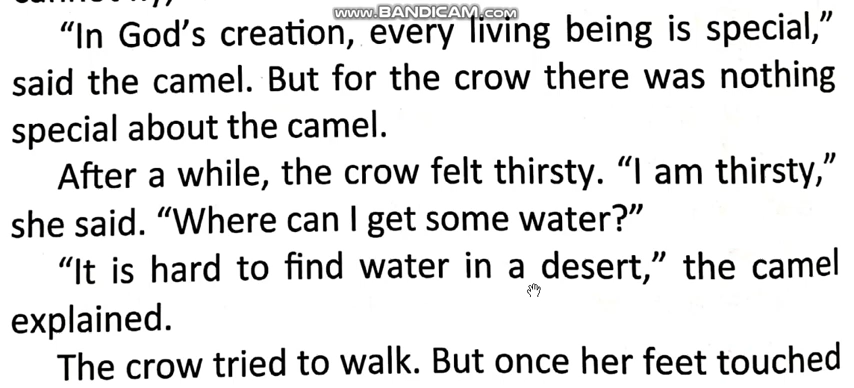 www.BANDICAM.com
“In God’s creation, every living being is special,”
said the camel. But for the crow there was nothing
special about the camel.
After a while, the crow felt thirsty. “I am thirsty,”
she said. “Where can I get some water?”
“It is hard to find water in a desert,” the camel
explained.
The crow tried to walk. But once her feet touched